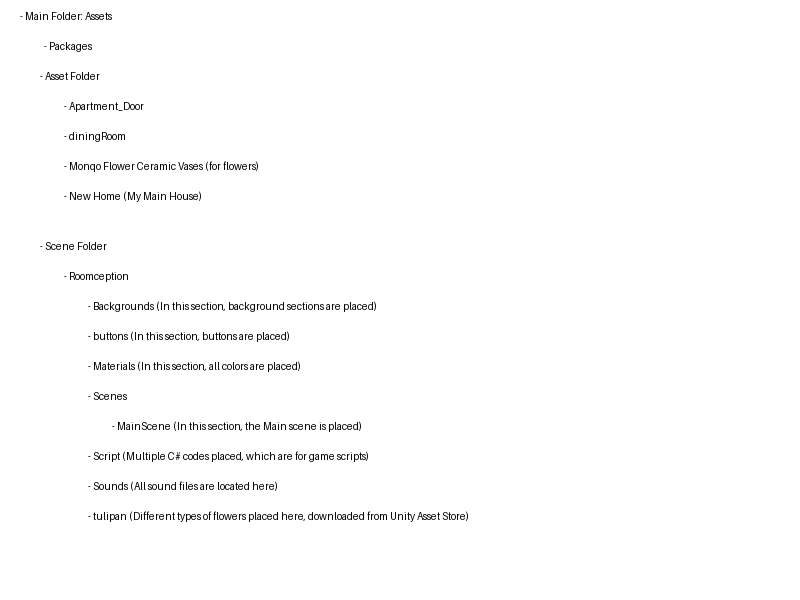 - Main Folder: Assets
- Packages
- Asset Folder
- Apartment_Door
- diningRoom
- Monqo Flower Ceramic Vases (for flowers)
- New Home (My Main House)
- Scene Folder
- Roomception
- Backgrounds (In this section, background sections are placed)
- buttons (In this section, buttons are placed)
- Materials (In this section, all colors are placed)
- Scenes
- MainScene (In this section, the Main scene is placed)
- Script (Multiple C# codes placed, which are for game scripts)
- Sounds (All sound files are located here)
- tulipan (Different types of flowers placed here, downloaded from Unity Asset Store)